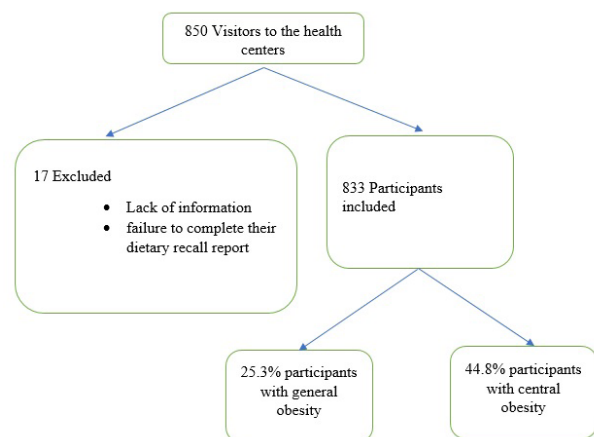 850 Visitors to the health
centers
17 Excluded
• Lack of information
• failure to complete their
dietary recall report
833 Participants
included
25.3% participants
with general
obesity
44.8% participants
with central
obesity